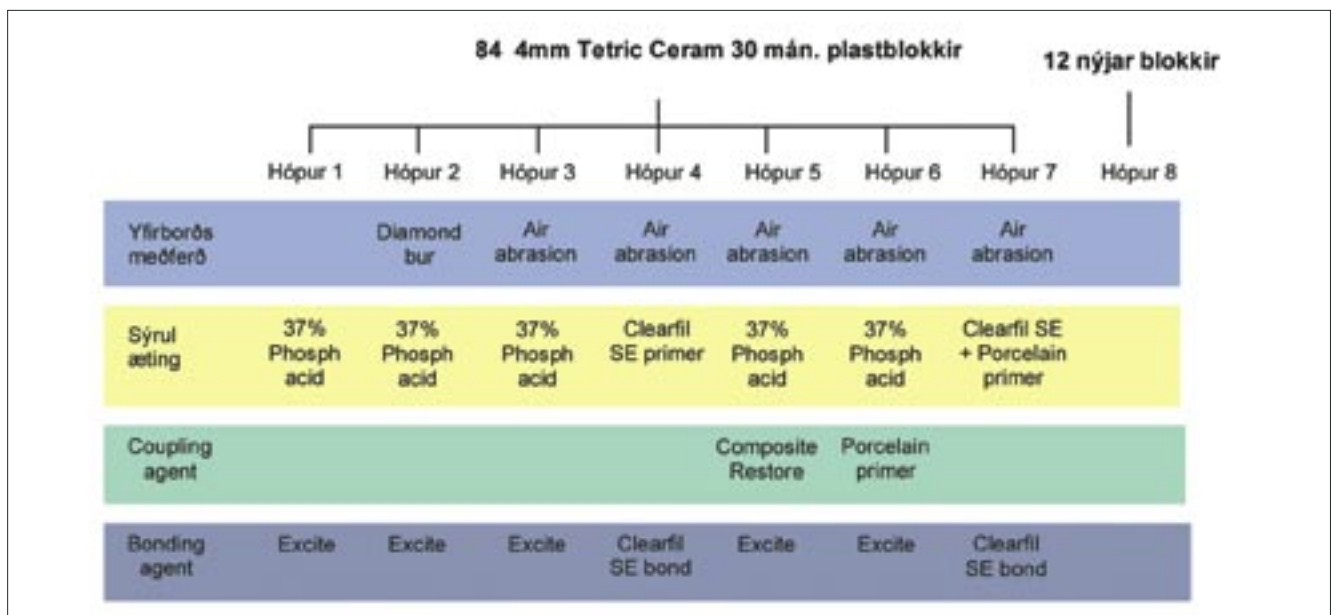 84 4mm Tetric Ceram 30 mán. plastblokkir
12 nýjar blokkir
Hópur 1 Hópur 2 Hópur 3 Hópur 4 Hópur 5 Hópur 6 Hópur 7 Hópur 8
Yfirborðs Diamond Air Air Air Air Air
meðferð bur abrasion abrasion abrasion abrasion abrasion
Sýrul 37% 37% 37% Clearfil 37% 37% Clearfil SE
æting Phosph Phosph Phosph SE primer Phosph Phosph + Porcelain
acid acid acid acid acid primer
Coupling Composite Porcelain
agent Restore primer
Bonding Excite Excite Excite Clearfil Excite Excite Clearfil
agent SE bond SE bond